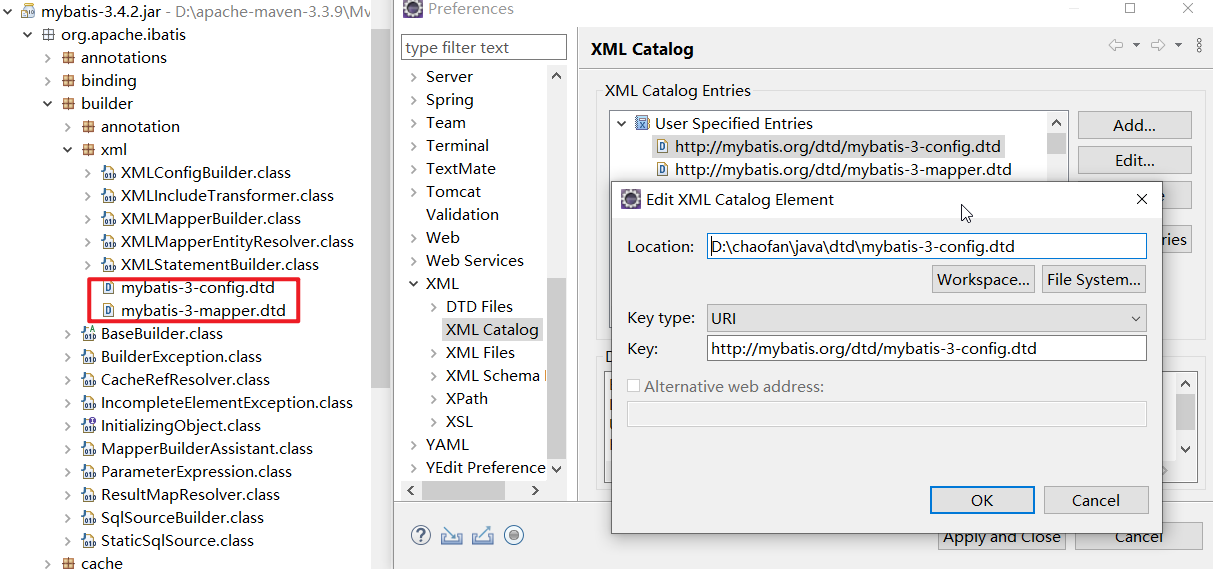 mybatis-3.4.2.jar - D:\apache-maven-3.3.9\Mv
org.apache.ibatis
annotations
binding
builder
annotation
xml
XMLConfigBuilder.class
XMLIncludeTransformer.class
XMLMapperBuilder.class
XMLMapperEntityResolver.class
XMLStatementBuilder.class
mybatis-3-config.dtd
mybatis-3-mapper.dtd
BaseBuilder.class
BuilderException.class
CacheRefResolver.class
IncompleteElementException.class
InitializingObject.class
MapperBuilderAssistant.class
ParameterExpression.class
ResultMapResolver.class
SqlSourceBuilder.class
StaticSqlSource.class
cache
Preferences
type filter text
Server
Spring
Team
Terminal
TextMate
Tomcat
Validation
Web
Web Services
XML
DTD Files
XML Catalog
XML Files
XML Schema
XPath
XSL
YAML
YEdit Preference
XML Catalog
XML Catalog Entries
User Specified Entries
http://mybatis.org/dtd/mybatis-3-config.dtd
http://mybatis.org/dtd/mybatis-3-mapper.dtd
Add...
Edit...
Edit XML Catalog Element
Location: D:\chaofan\java\dtd\mybatis-3-config.dtd
Workspace... File System...
Key type: URI
Key: http://mybatis.org/dtd/mybatis-3-config.dtd
Alternative web address:
OK Cancel
Apply and Close Cancel